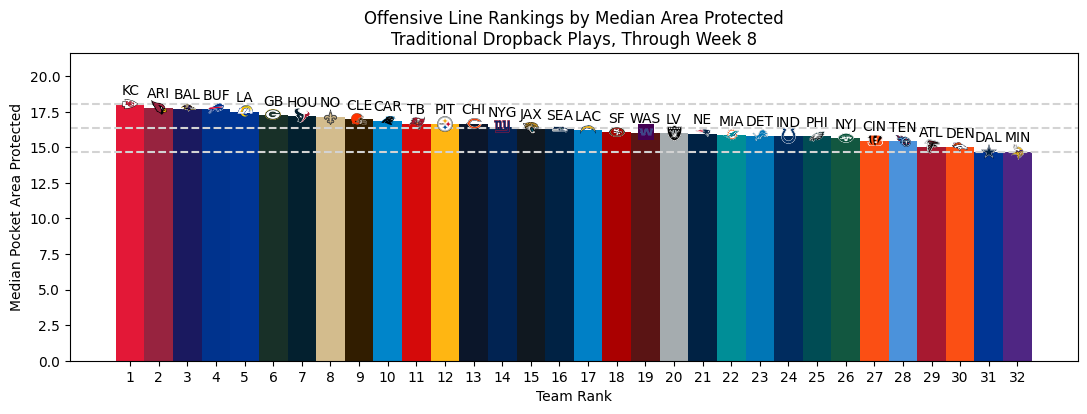 Offensive Line Rankings by Median Area Protected
Traditional Dropback Plays, Through Week 8
Median Pocket Area Protected
20.0
17.5
15.0
12.5
10.0
7.5
5.0
2.5
0.0
KC ARI BAL BUF LA GB HOU NO CLE CAR TB PIT CHI NYG JAX SEA LAC SF WAS LV NE MIA DET IND PHI NYJ CIN TEN ATL DEN DAL MIN
1 2 3 4 5 6 7 8 9 10 11 12 13 14 15 16 17 18 19 20 21 22 23 24 25 26 27 28 29 30 31 32
Team Rank